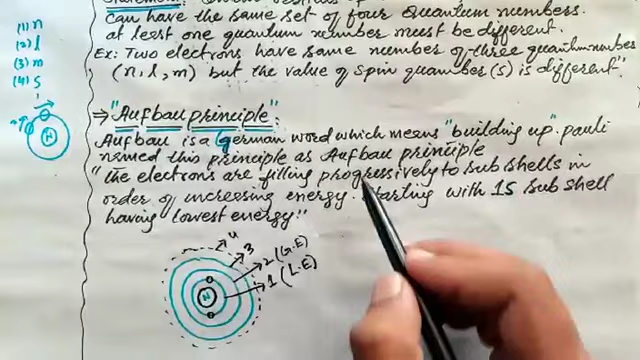 can have the same set of four Quantum numbers.
at least one quantum number must be different.
Ex: Two electrons have same number of three quantum number
(n, l, m) but the value of spin quamber (s) is different"
(1) n
(2) l
(3) m
(4) s
⇒ "Aufbau principle":
Aufbau is a German word which means "building up". pauli
named this principle as Aufbau principle
"The electrons are filling progressively to sub shells in
order of increasing energy. Starting with 1S sub shell
having lowest energy"
N
4
3
2 (G.E)
1 (L.E)
N